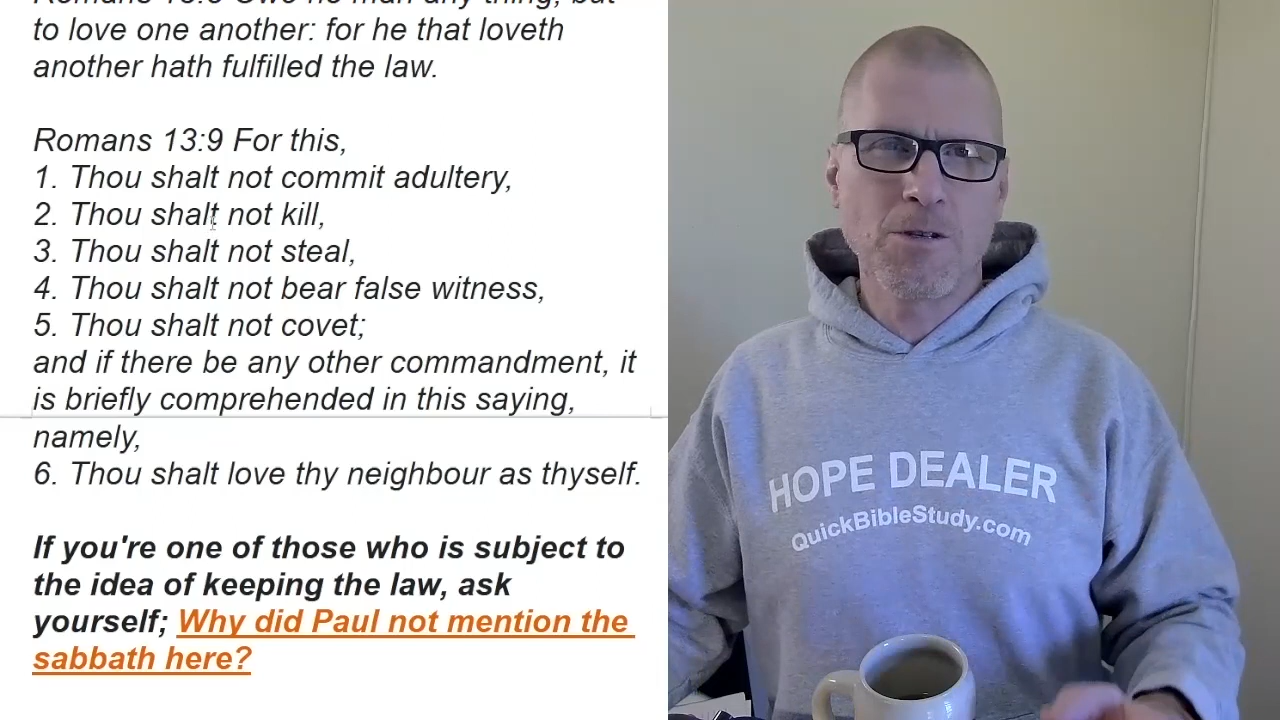 to love one another: for he that loveth
another hath fulfilled the law.
Romans 13:9 For this,
1. Thou shalt not commit adultery,
2. Thou shalt not kill,
3. Thou shalt not steal,
4. Thou shalt not bear false witness,
5. Thou shalt not covet;
and if there be any other commandment, it
is briefly comprehended in this saying,
namely,
6. Thou shalt love thy neighbour as thyself.
If you're one of those who is subject to
the idea of keeping the law, ask
yourself; Why did Paul not mention the
sabbath here?
HOPE DEALER
QuickBibleStudy.com